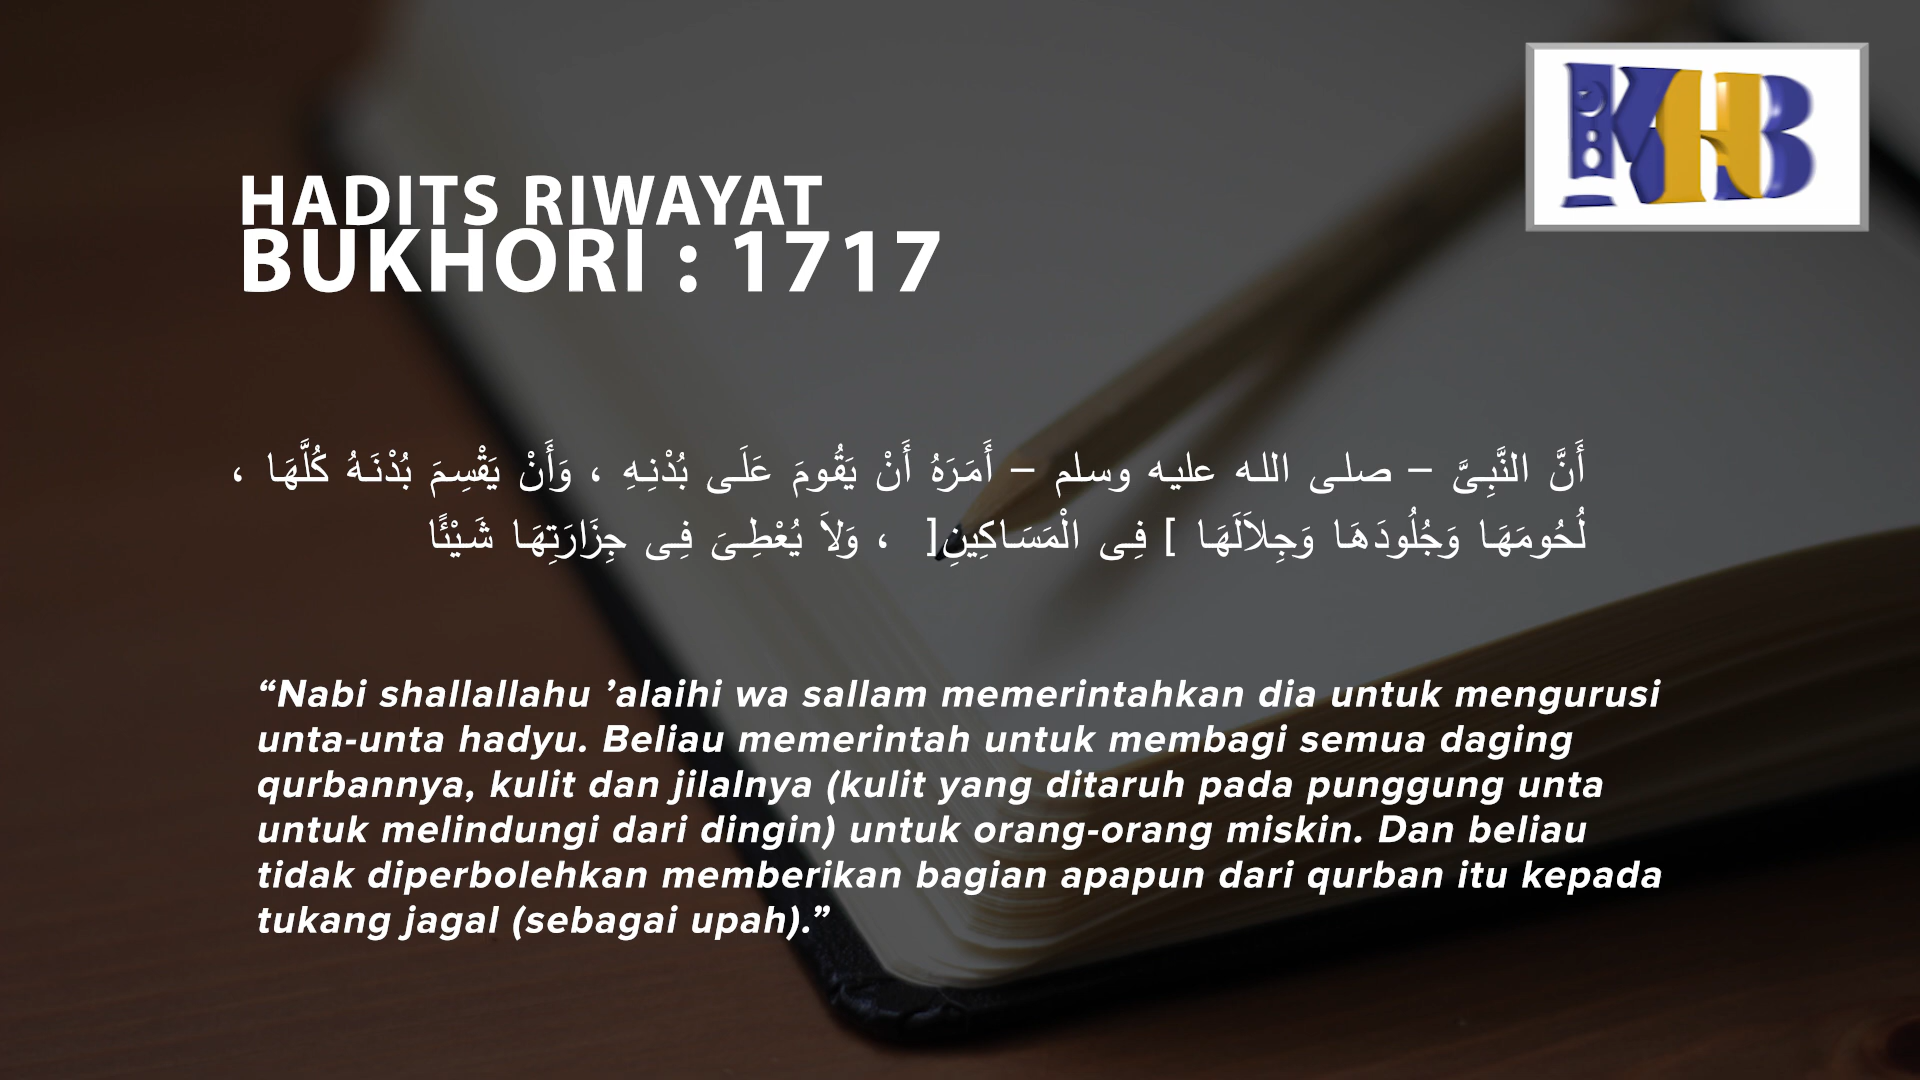 KHB
HADITS RIWAYAT
BUKHORI : 1717
أَنَّ النَّبِىَّ – صلى الله عليه وسلم – أَمَرَهُ أَنْ يَقُومَ عَلَى بُدْنِهِ ، وَأَنْ يَقْسِمَ بُدْنَهُ كُلَّهَا ،
لُحُومَهَا وَجُلُودَهَا وَجِلاَلَهَا ] فِى الْمَسَاكِينِ[ ، وَلاَ يُعْطِىَ فِى جِزَارَتِهَا شَيْئًا
“Nabi shallallahu ’alaihi wa sallam memerintahkan dia untuk mengurusi
unta-unta hadyu. Beliau memerintah untuk membagi semua daging
qurbannya, kulit dan jilalnya (kulit yang ditaruh pada punggung unta
untuk melindungi dari dingin) untuk orang-orang miskin. Dan beliau
tidak diperbolehkan memberikan bagian apapun dari qurban itu kepada
tukang jagal (sebagai upah).”